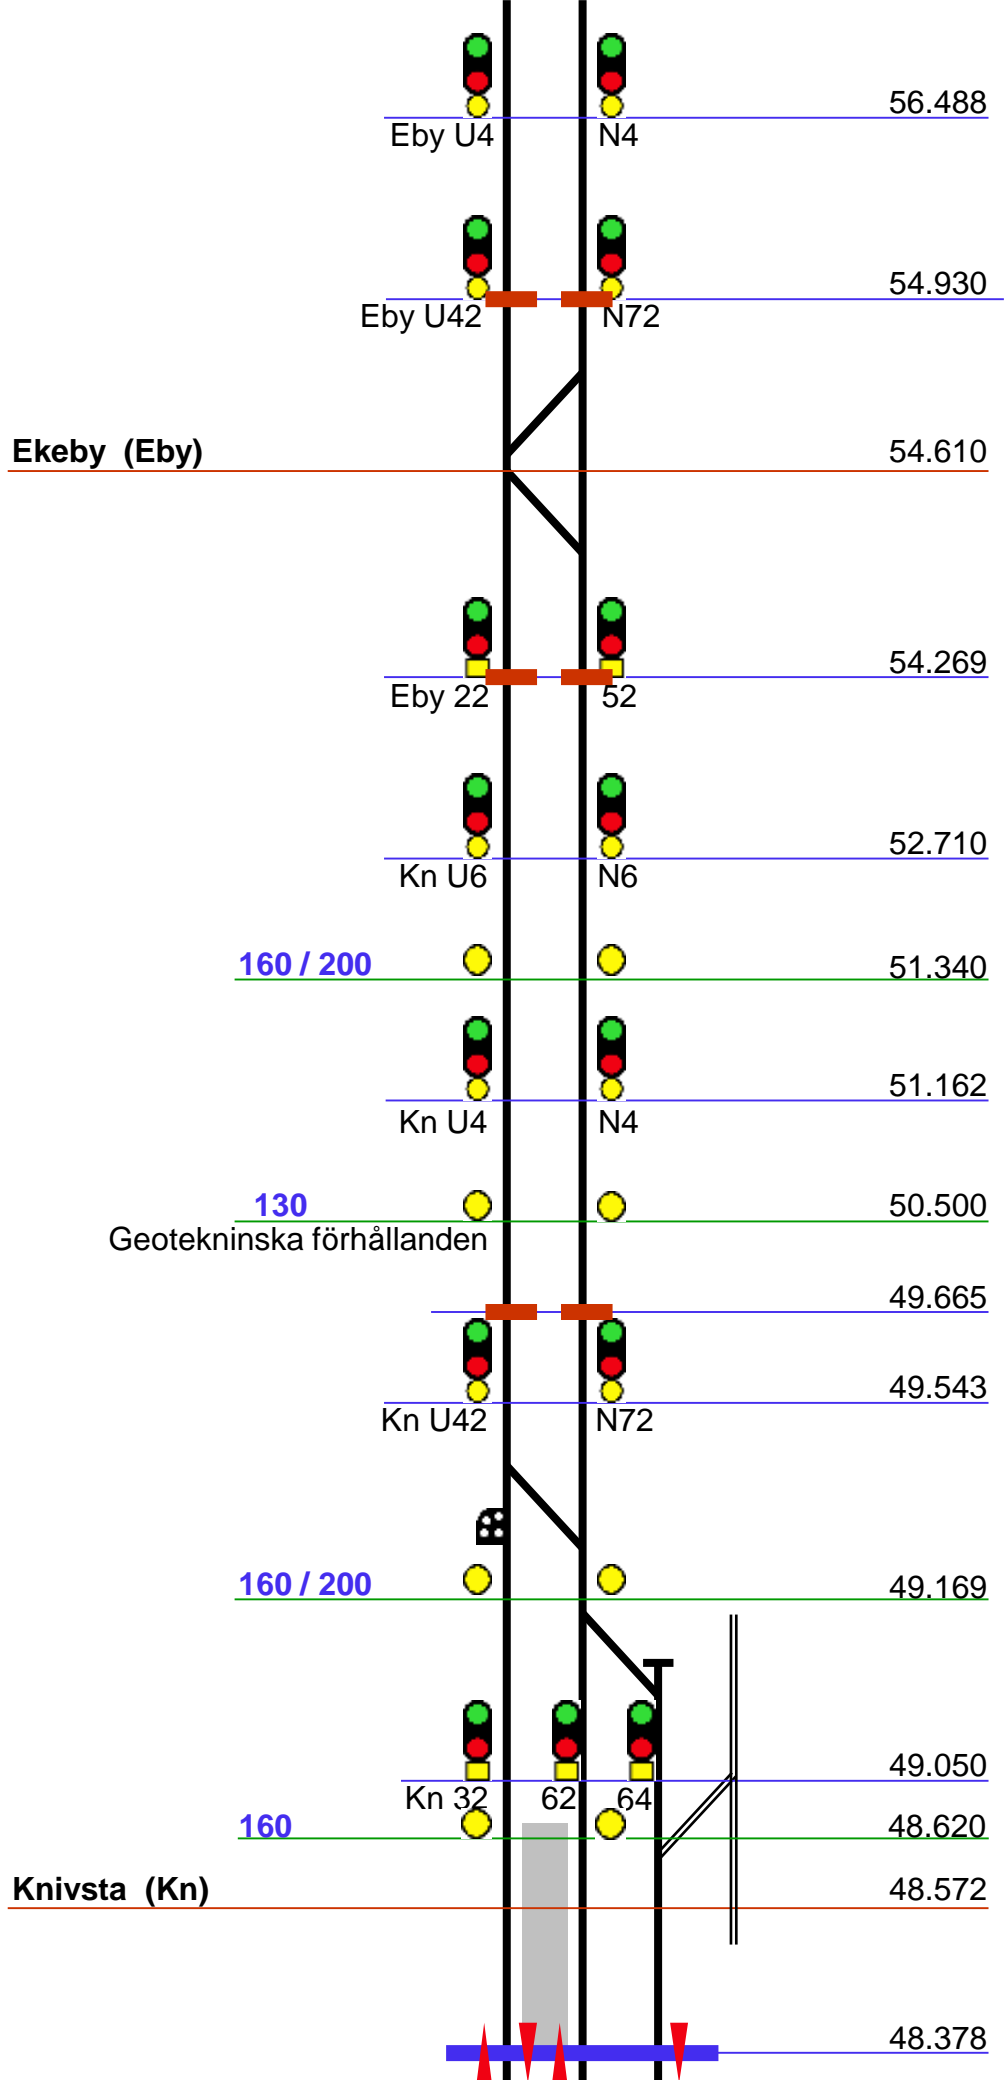 56.488
Eby U4 N4
54.930
Eby U42 N72
Ekeby (Eby) 54.610
54.269
Eby 22 52
52.710
Kn U6 N6
160 / 200 51.340
51.162
Kn U4 N4
130 50.500
Geotekninska förhållanden
49.665
49.543
Kn U42 N72
160 / 200 49.169
49.050
Kn 32 62 64
160 48.620
Knivsta (Kn) 48.572
48.378